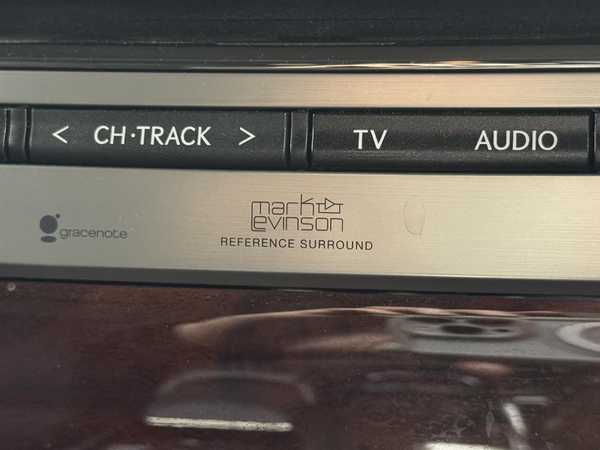 < CH·TRACK > TV AUDIO
gracenote
mark
Levinson
REFERENCE SURROUND